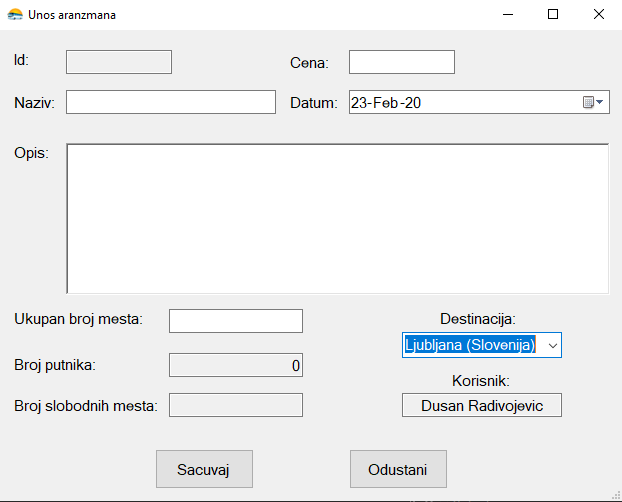 Unos aranzmana
Id:
Cena:
Naziv:
Datum: 23-Feb-20
Opis:
Ukupan broj mesta:
Destinacija:
Ljubljana (Slovenija)
Broj putnika: 0
Korisnik:
Broj slobodnih mesta:
Dusan Radivojevic
Sacuvaj
Odustani